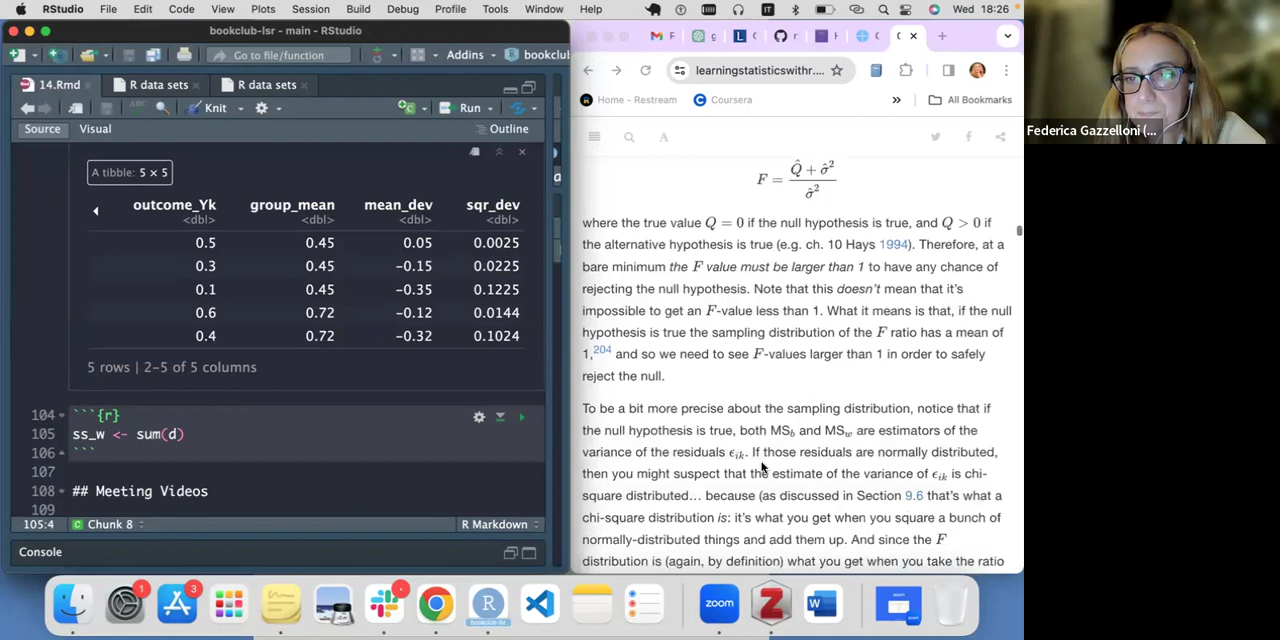 RStudio File Edit Code View Plots Session Build Debug Profile Tools Window Help Wed 18:26
bookclub-lsr - main - RStudio
Go to file/function Addins bookclu
14.Rmd R data sets R data sets
Knit Run
Source Visual Outline
A tibble: 5 × 5
outcome_Yk group_mean mean_dev sqr_dev
<dbl> <dbl> <dbl> <dbl>
0.5 0.45 0.05 0.0025
0.3 0.45 −0.15 0.0225
0.1 0.45 −0.35 0.1225
0.6 0.72 −0.12 0.0144
0.4 0.72 −0.32 0.1024
5 rows | 2-5 of 5 columns
104 ```{r}
105 ss_w <- sum(d)
106 ```
107
108 ## Meeting Videos
109
105:4 Chunk 8 R Markdown
Console
learningstatisticswithr....
Home - Restream Coursera » All Bookmarks
F = Q̂ + σ̂² / σ̂²
where the true value Q = 0 if the null hypothesis is true, and Q > 0 if
the alternative hypothesis is true (e.g. ch. 10 Hays 1994). Therefore, at a
bare minimum the F value must be larger than 1 to have any chance of
rejecting the null hypothesis. Note that this doesn't mean that it's
impossible to get an F-value less than 1. What it means is that, if the null
hypothesis is true the sampling distribution of the F ratio has a mean of
1,204 and so we need to see F-values larger than 1 in order to safely
reject the null.
To be a bit more precise about the sampling distribution, notice that if
the null hypothesis is true, both MSb and MSw are estimators of the
variance of the residuals ϵik. If those residuals are normally distributed,
then you might suspect that the estimate of the variance of ϵik is chi-
square distributed... because (as discussed in Section 9.6 that's what a
chi-square distribution is: it's what you get when you square a bunch of
normally-distributed things and add them up. And since the F
distribution is (again, by definition) what you get when you take the ratio
Federica Gazzelloni (...
1 3
bookclub-lsr
zoom